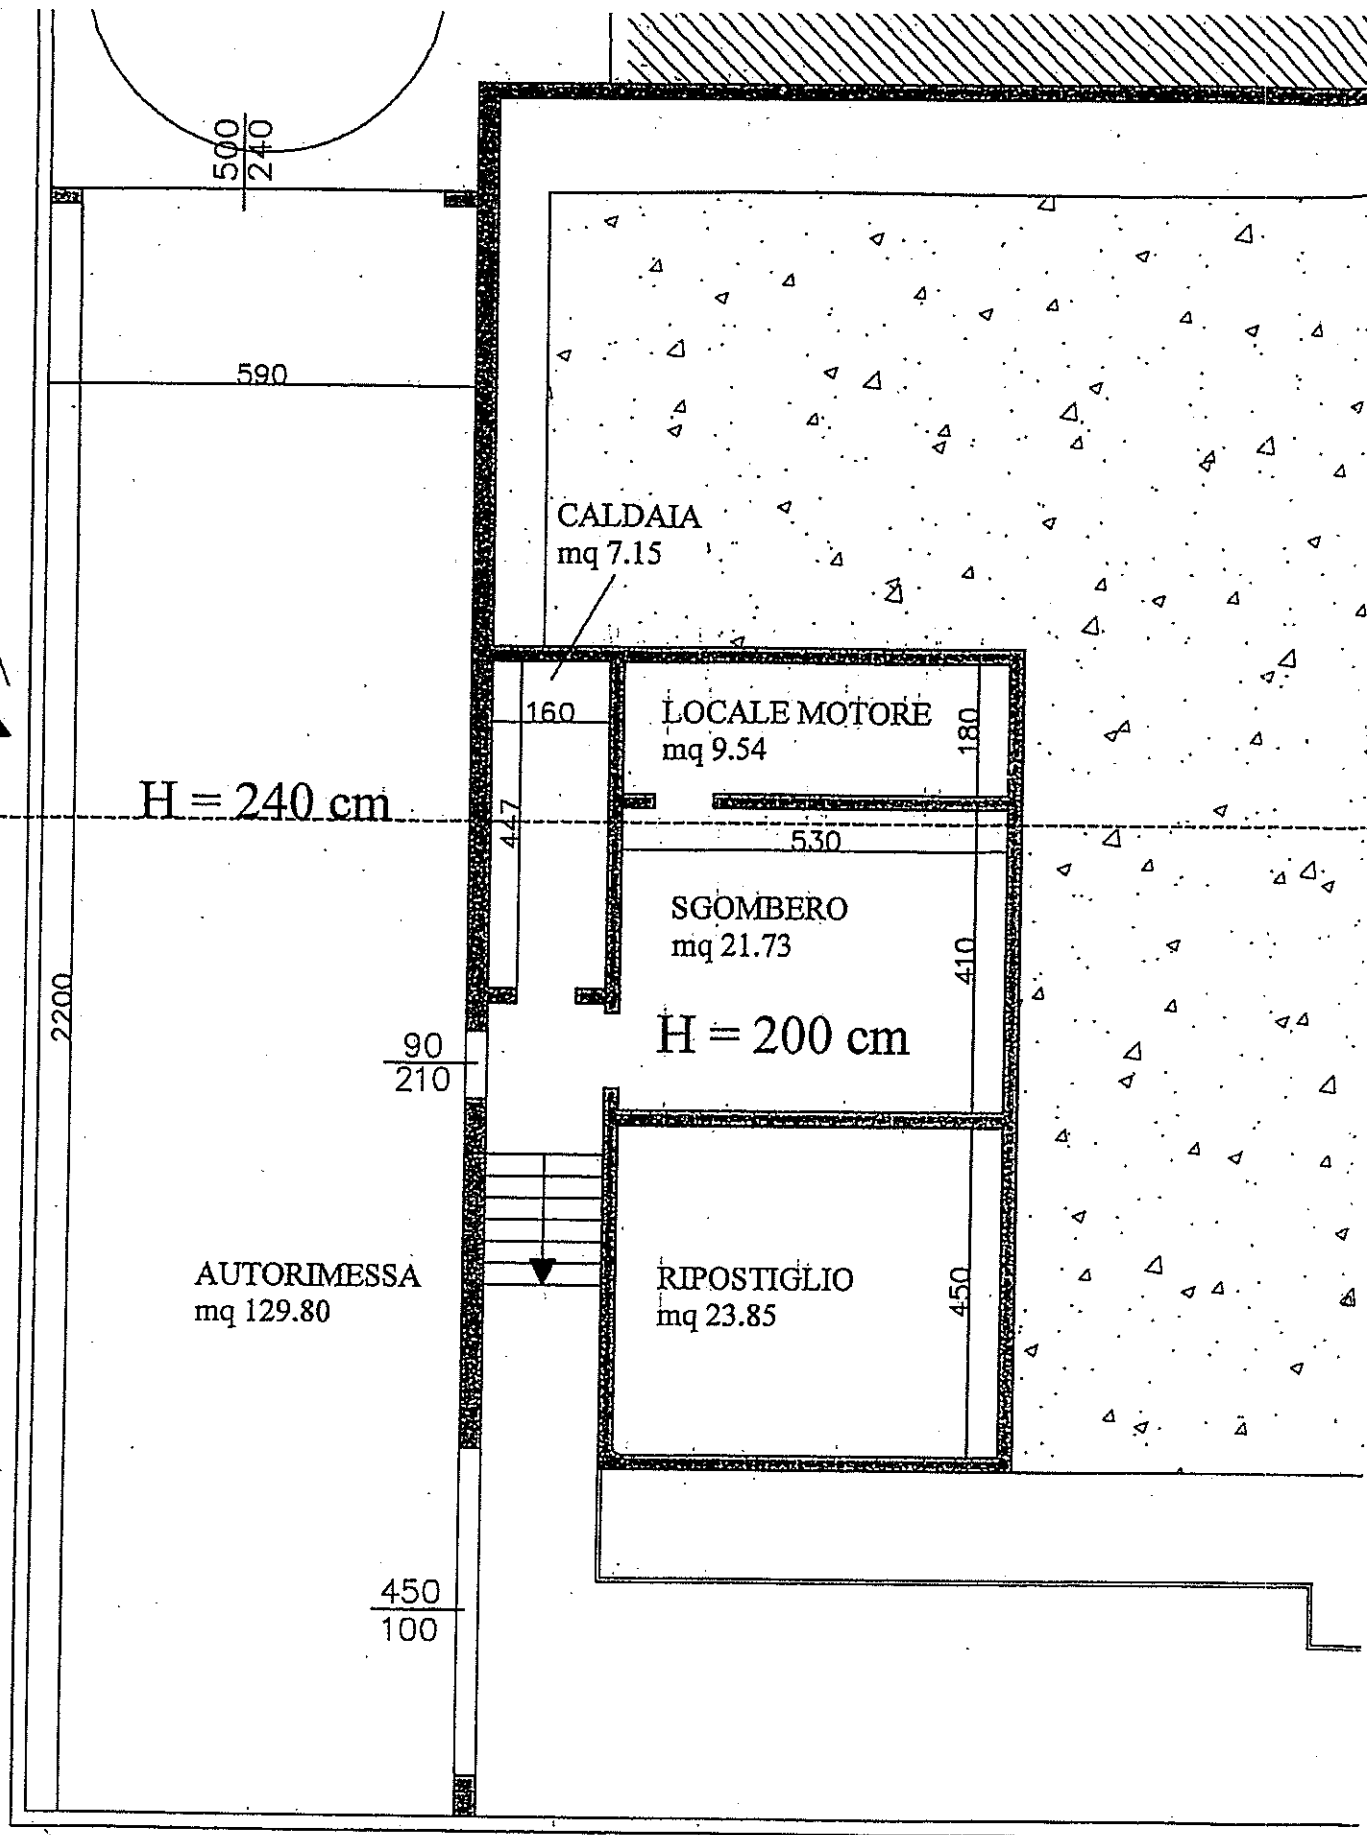 500
240
590
CALDAIA
mq 7.15
160
LOCALE MOTORE
mq 9.54
180
H = 240 cm
447
530
SGOMBERO
mq 21.73
410
2200
H = 200 cm
90
210
AUTORIMESSA
mq 129.80
RIPOSTIGLIO
mq 23.85
450
450
100